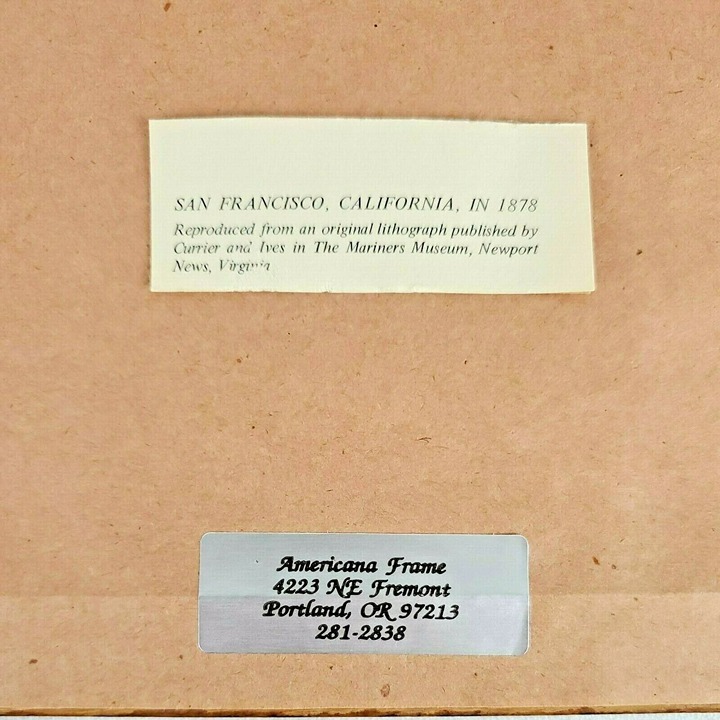 SAN FRANCISCO, CALIFORNIA, IN 1878
Reproduced from an original lithograph published by
Currier and Ives in The Mariners Museum, Newport
News, Virginia
Americana Frame
4223 NE Fremont
Portland, OR 97213
281-2838